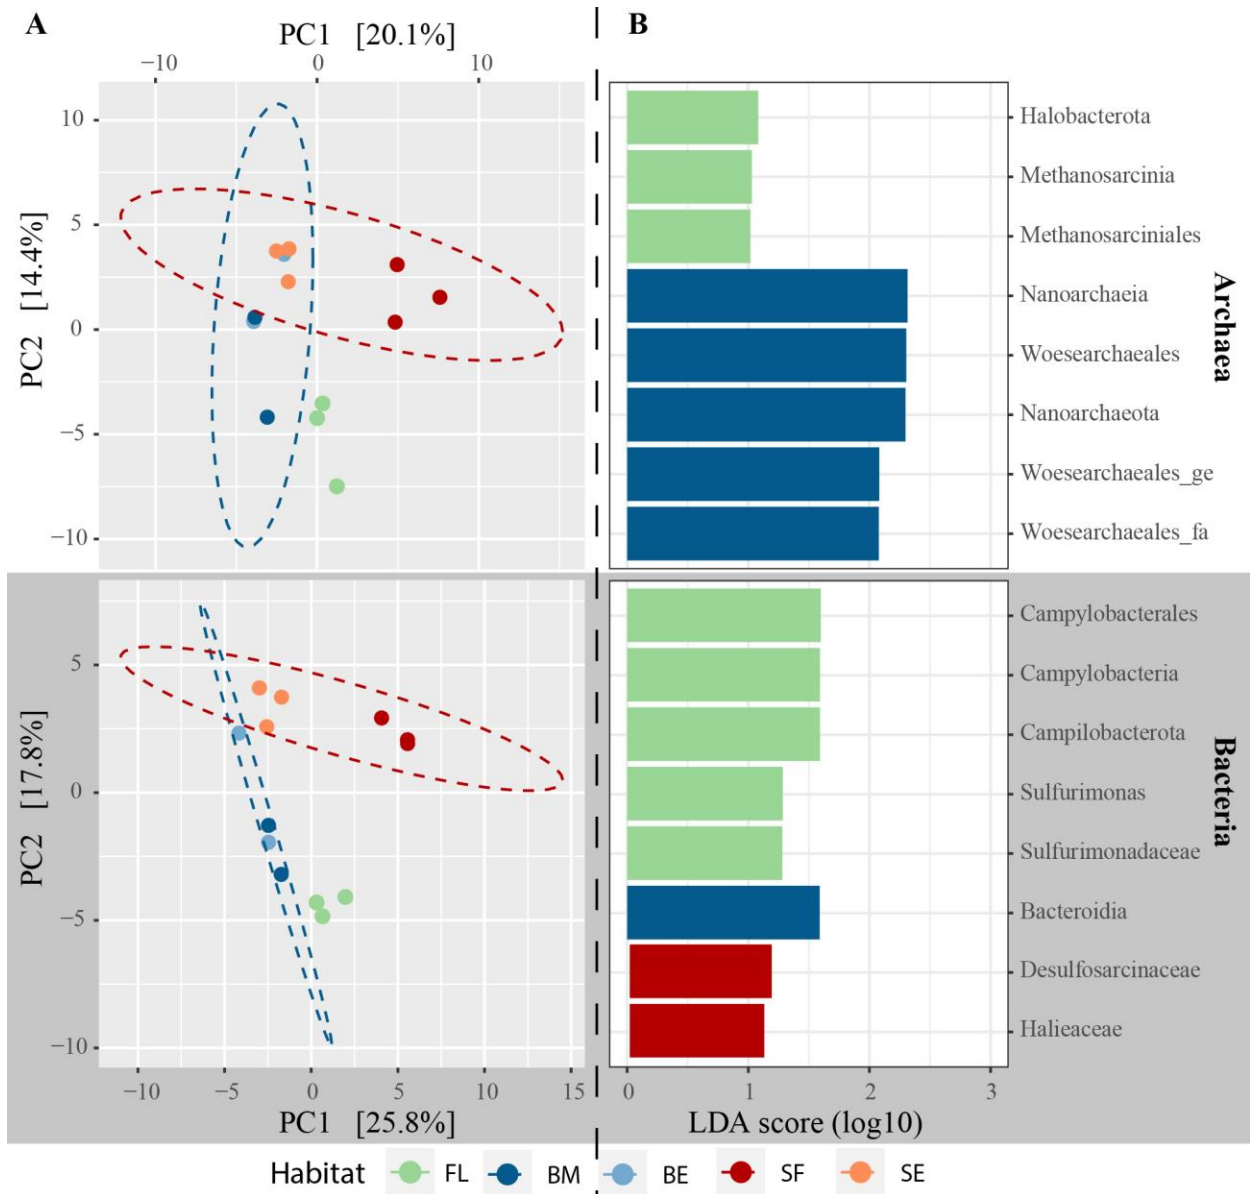 A
PC1 [20.1%]
−10 0 10
10
5
0
−5
−10
PC2 [14.4%]
B
Halobacterota
Methanosarcinia
Methanosarciniales
Nanoarchaeia
Woesearchaeales
Nanoarchaeota
Woesearchaeales_ge
Woesearchaeales_fa
Archaea
5
0
−5
−10
PC2 [17.8%]
−10 −5 0 5 10 15
PC1 [25.8%]
Campylobacterales
Campylobacteria
Campilobacterota
Sulfurimonas
Sulfurimonadaceae
Bacteroidia
Desulfosarcinaceae
Halieaceae
Bacteria
0 1 2 3
LDA score (log10)
Habitat FL BM BE SF SE